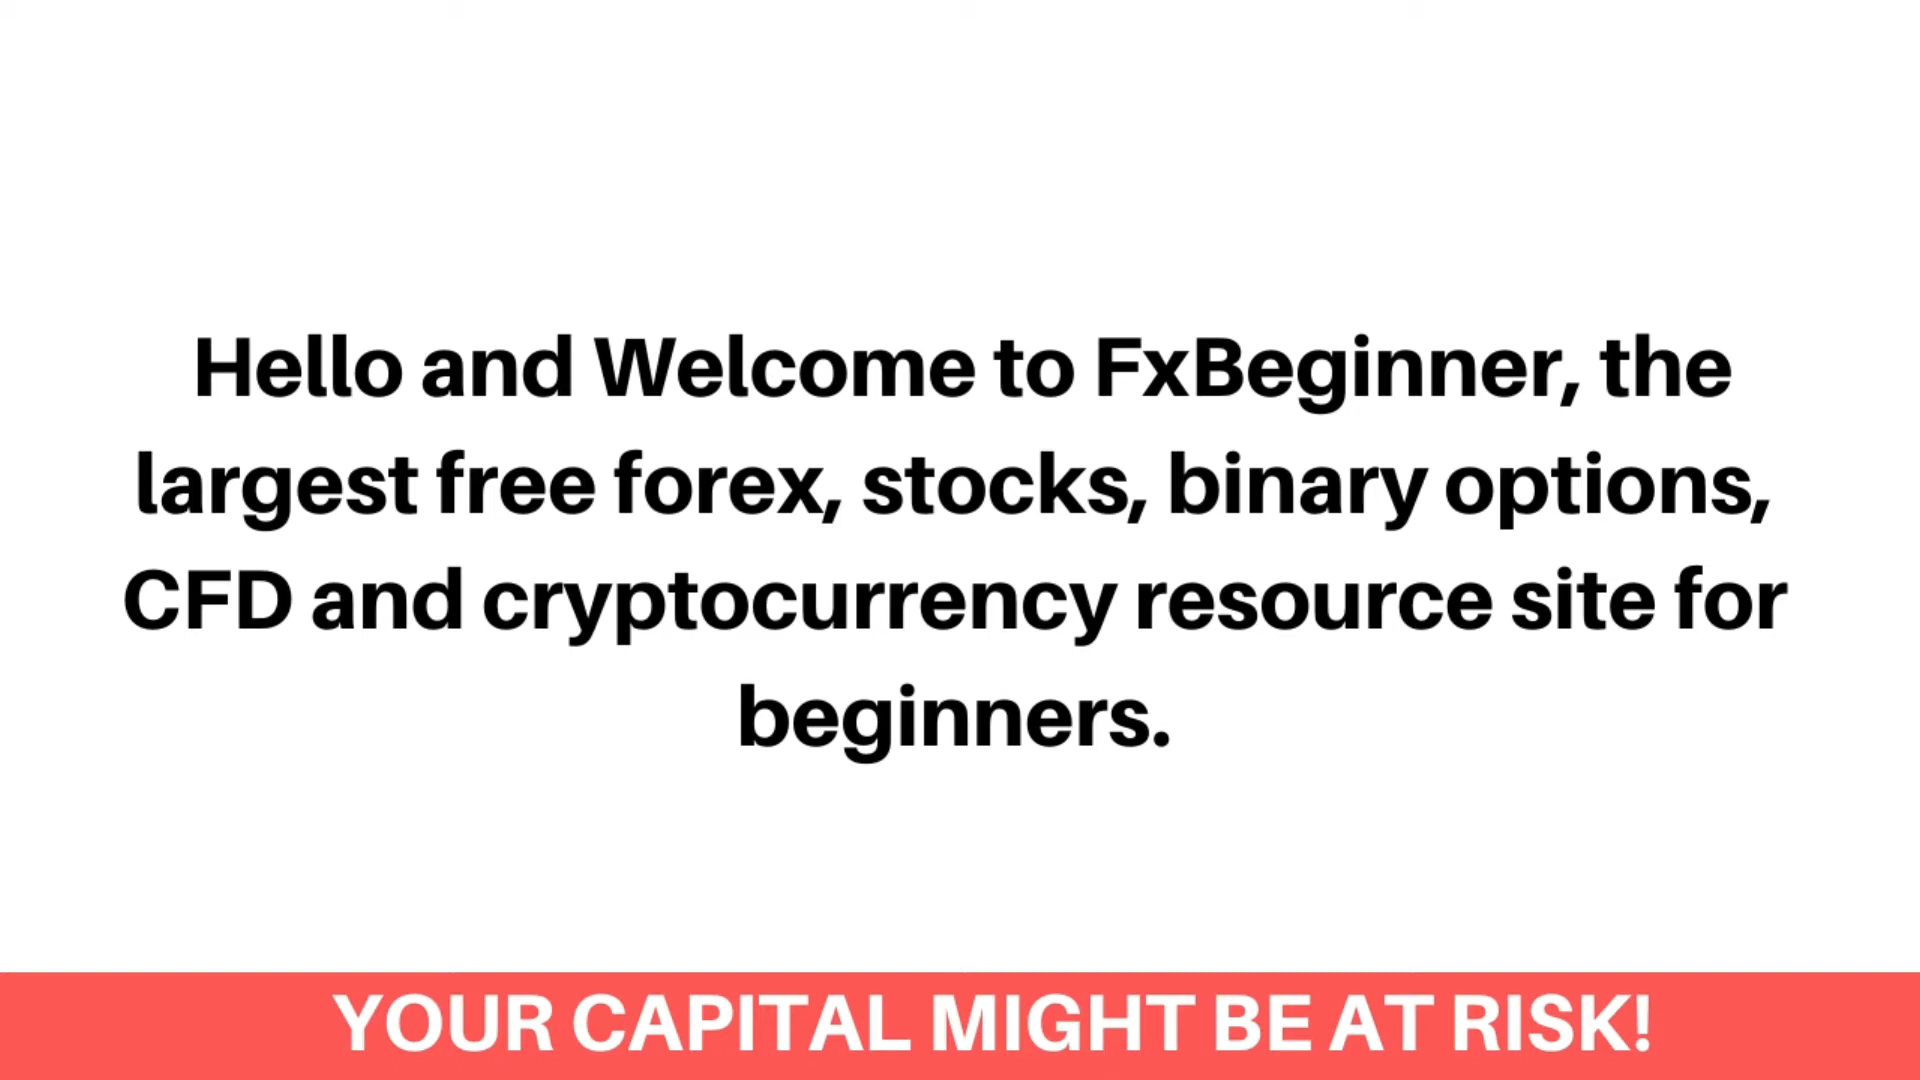 Hello and Welcome to FxBeginner, the
largest free forex, stocks, binary options,
CFD and cryptocurrency resource site for
beginners.
YOUR CAPITAL MIGHT BE AT RISK!